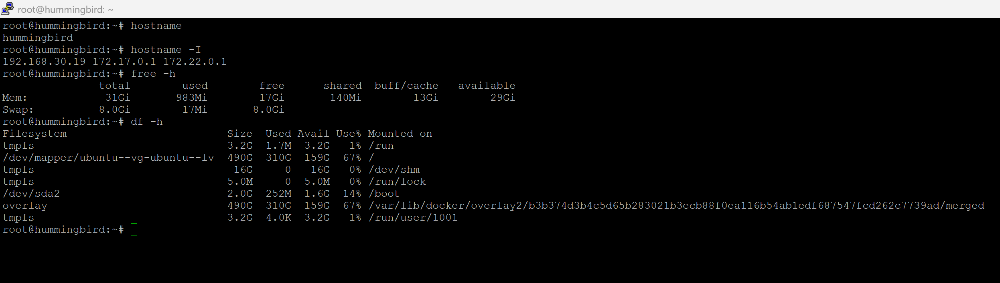 root@hummingbird: ~
root@hummingbird:~# hostname
hummingbird
root@hummingbird:~# hostname -I
192.168.30.19 172.17.0.1 172.22.0.1
root@hummingbird:~# free -h
               total        used        free      shared  buff/cache   available
Mem:            31Gi       983Mi        17Gi       140Mi        13Gi        29Gi
Swap:          8.0Gi        17Mi       8.0Gi
root@hummingbird:~# df -h
Filesystem                         Size  Used Avail Use% Mounted on
tmpfs                              3.2G  1.7M  3.2G   1% /run
/dev/mapper/ubuntu--vg-ubuntu--lv  490G  310G  159G  67% /
tmpfs                               16G     0   16G   0% /dev/shm
tmpfs                              5.0M     0  5.0M   0% /run/lock
/dev/sda2                          2.0G  252M  1.6G  14% /boot
overlay                            490G  310G  159G  67% /var/lib/docker/overlay2/b3b374d3b4c5d65b283021b3ecb88f0ea116b54ab1edf687547fcd262c7739ad/merged
tmpfs                              3.2G  4.0K  3.2G   1% /run/user/1001
root@hummingbird:~#